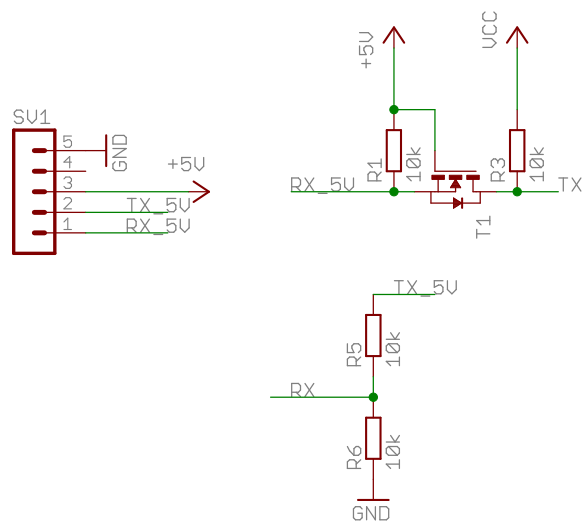 SV1
5
GND
4
3
+5V
2
TX_5V
1
RX_5V
+5V
VCC
R1
10k
R3
10k
RX_5V
TX
T1
TX_5V
R5
10k
RX
R6
10k
GND